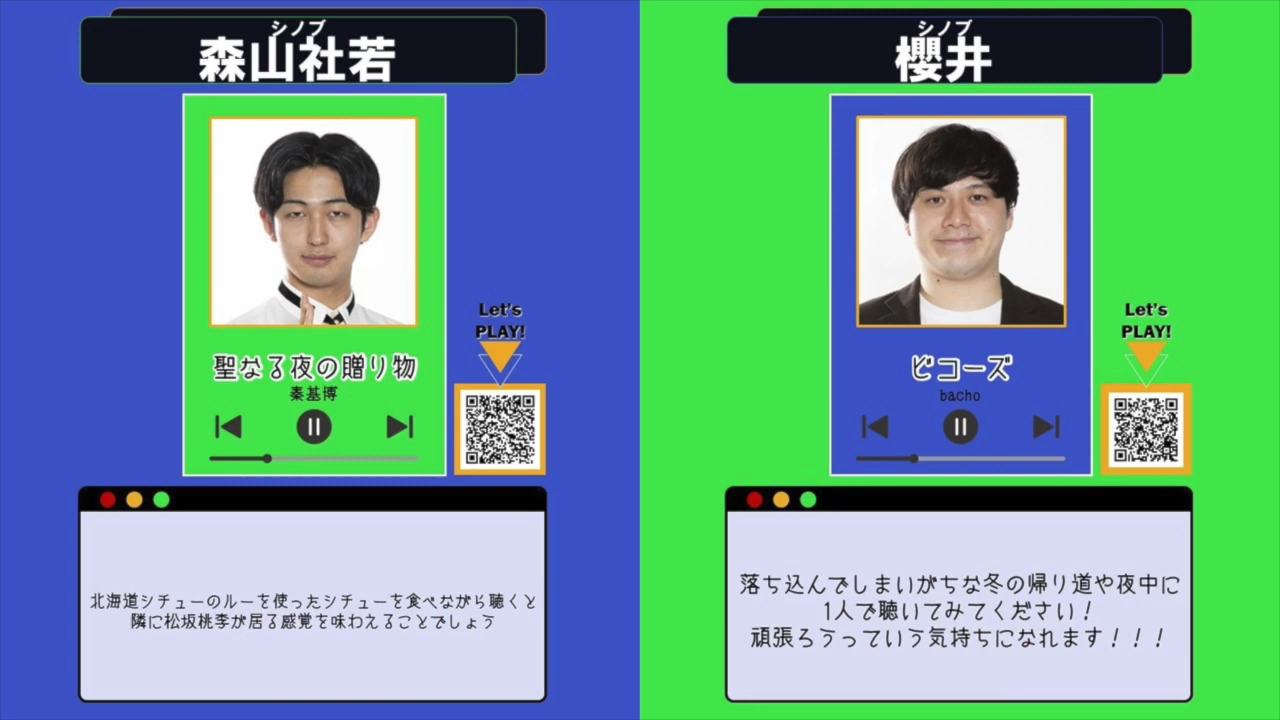 シノブ
森山社若
Let's
PLAY!
聖なる夜の贈り物
秦基博
北海道シチューのルーを使ったシチューを食べながら聴くと
隣に松坂桃李が居る感覚を味わえることでしょう
シノブ
櫻井
Let's
PLAY!
ビコーズ
bacho
落ち込んでしまいがちな冬の帰り道や夜中に
1人で聴いてみてください！
頑張ろうっていう気持ちになれます！！！